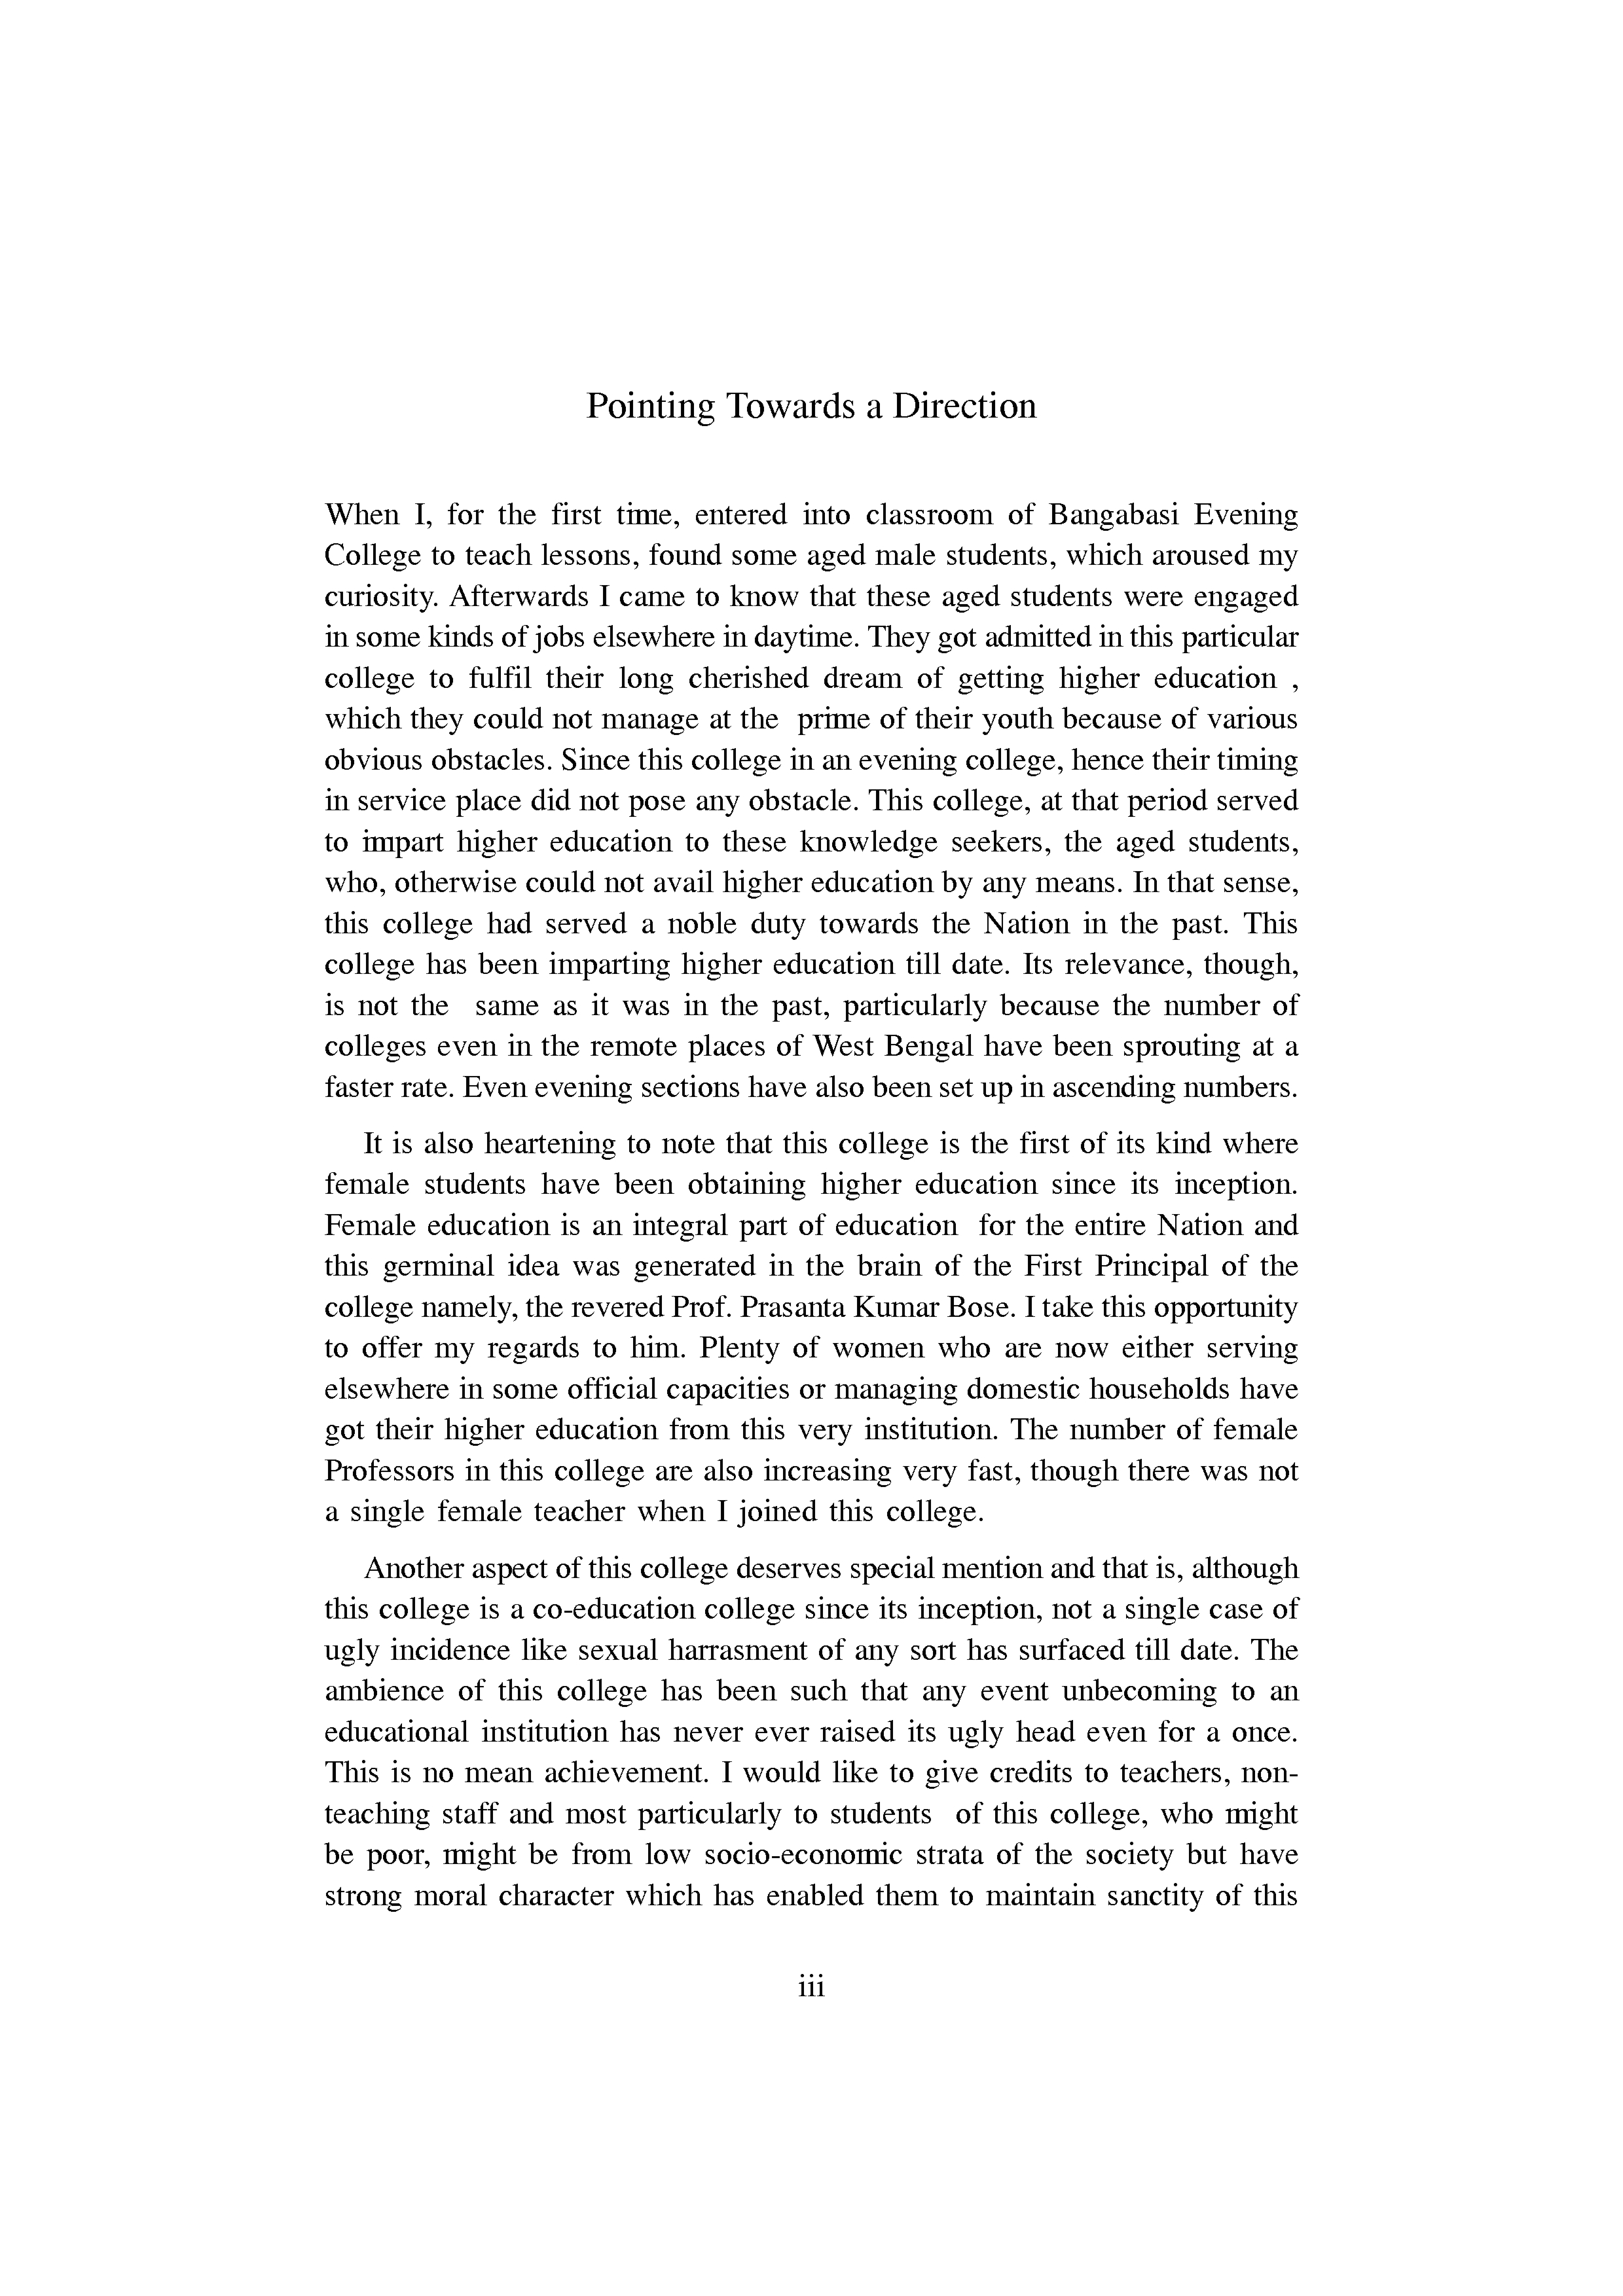 Pointing Towards a Direction
When I, for the first time, entered into classroom of Bangabasi Evening
College to teach lessons, found some aged male students, which aroused my
curiosity. Afterwards I came to know that these aged students were engaged
in some kinds of jobs elsewhere in daytime. They got admitted in this particular
college to fulfil their long cherished dream of getting higher education ,
which they could not manage at the prime of their youth because of various
obvious obstacles. Since this college in an evening college, hence their timing
in service place did not pose any obstacle. This college, at that period served
to impart higher education to these knowledge seekers, the aged students,
who, otherwise could not avail higher education by any means. In that sense,
this college had served a noble duty towards the Nation in the past. This
college has been imparting higher education till date. Its relevance, though,
is not the same as it was in the past, particularly because the number of
colleges even in the remote places of West Bengal have been sprouting at a
faster rate. Even evening sections have also been set up in ascending numbers.
It is also heartening to note that this college is the first of its kind where
female students have been obtaining higher education since its inception.
Female education is an integral part of education for the entire Nation and
this germinal idea was generated in the brain of the First Principal of the
college namely, the revered Prof. Prasanta Kumar Bose. I take this opportunity
to offer my regards to him. Plenty of women who are now either serving
elsewhere in some official capacities or managing domestic households have
got their higher education from this very institution. The number of female
Professors in this college are also increasing very fast, though there was not
a single female teacher when I joined this college.
Another aspect of this college deserves special mention and that is, although
this college is a co-education college since its inception, not a single case of
ugly incidence like sexual harrasment of any sort has surfaced till date. The
ambience of this college has been such that any event unbecoming to an
educational institution has never ever raised its ugly head even for a once.
This is no mean achievement. I would like to give credits to teachers, non-
teaching staff and most particularly to students of this college, who might
be poor, might be from low socio-economic strata of the society but have
strong moral character which has enabled them to maintain sanctity of this
iii